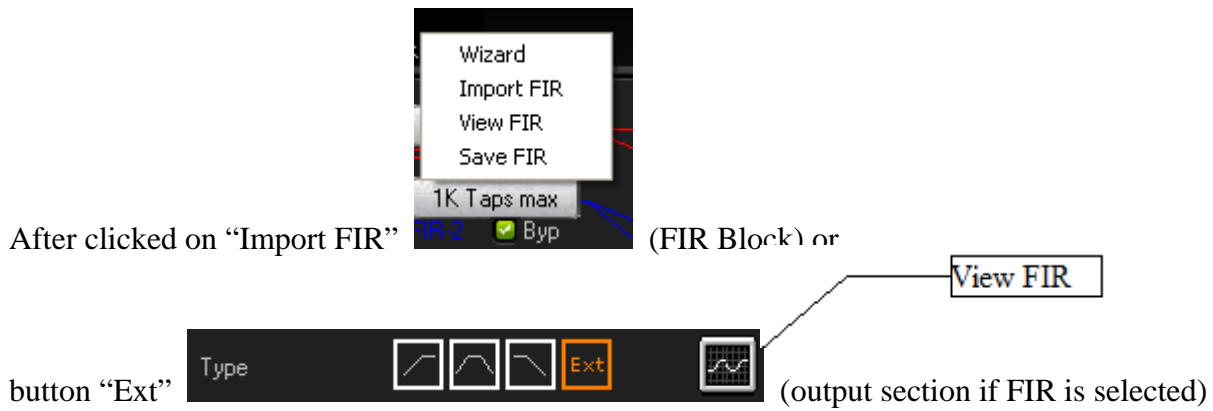 Wizard
Import FIR
View FIR
Save FIR
1K Taps max
FIR-2 Byp
After clicked on “Import FIR” (FIR Block) or
View FIR
Type Ext
button “Ext” (output section if FIR is selected)